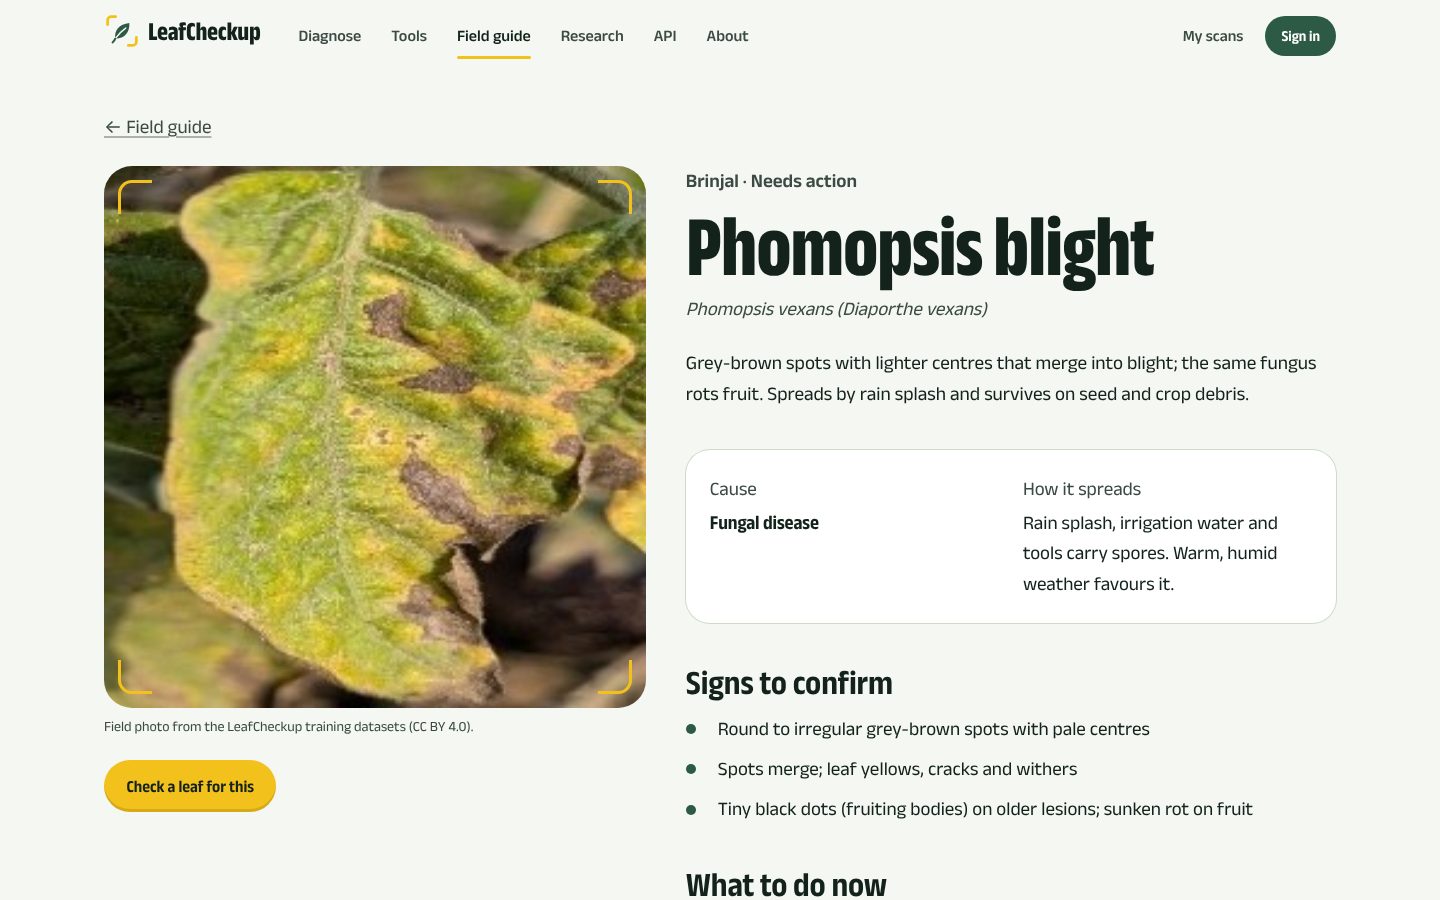 LeafCheckup
Diagnose
Tools
Field guide
Research
API
About
My scans
Sign in
← Field guide
Field photo from the LeafCheckup training datasets (CC BY 4.0).
Check a leaf for this
Brinjal · Needs action
Phomopsis blight
Phomopsis vexans (Diaporthe vexans)
Grey-brown spots with lighter centres that merge into blight; the same fungus
rots fruit. Spreads by rain splash and survives on seed and crop debris.
Cause
Fungal disease
How it spreads
Rain splash, irrigation water and
tools carry spores. Warm, humid
weather favours it.
Signs to confirm
Round to irregular grey-brown spots with pale centres
Spots merge; leaf yellows, cracks and withers
Tiny black dots (fruiting bodies) on older lesions; sunken rot on fruit
What to do now